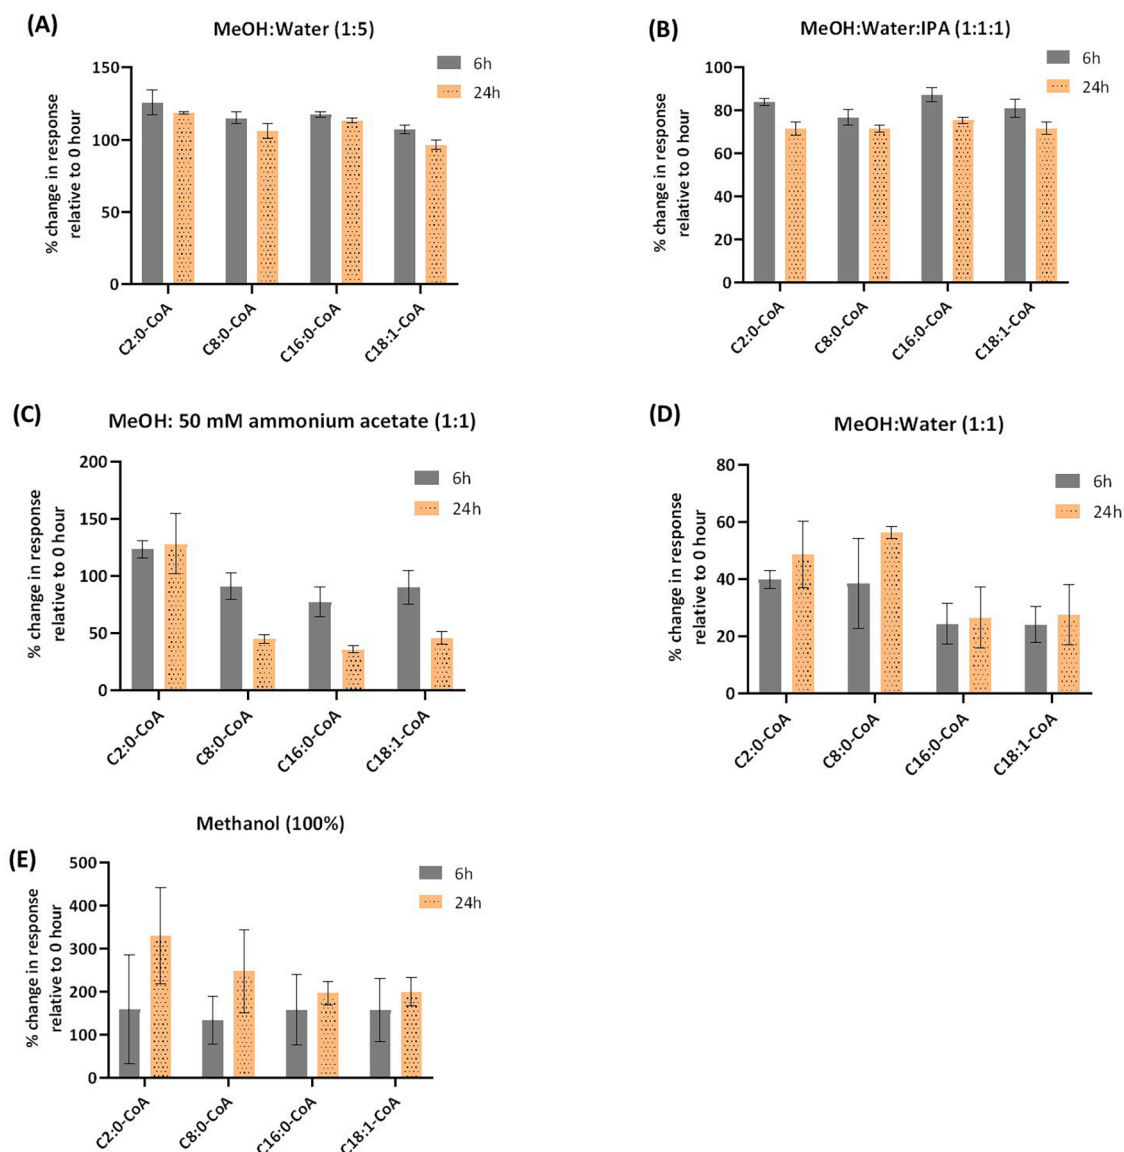 (A)
MeOH:Water (1:5)
% change in response
relative to 0 hour
150
100
50
0
6h
24h
C2:0-CoA
C8:0-CoA
C16:0-CoA
C18:1-CoA
(B)
MeOH:Water:IPA (1:1:1)
% change in response
relative to 0 hour
100
80
60
40
20
0
6h
24h
C2:0-CoA
C8:0-CoA
C16:0-CoA
C18:1-CoA
(C)
MeOH: 50 mM ammonium acetate (1:1)
% change in response
relative to 0 hour
200
150
100
50
0
6h
24h
C2:0-CoA
C8:0-CoA
C16:0-CoA
C18:1-CoA
(D)
MeOH:Water (1:1)
% change in response
relative to 0 hour
80
60
40
20
0
6h
24h
C2:0-CoA
C8:0-CoA
C16:0-CoA
C18:1-CoA
(E)
Methanol (100%)
% change in response
relative to 0 hour
500
400
300
200
100
0
6h
24h
C2:0-CoA
C8:0-CoA
C16:0-CoA
C18:1-CoA